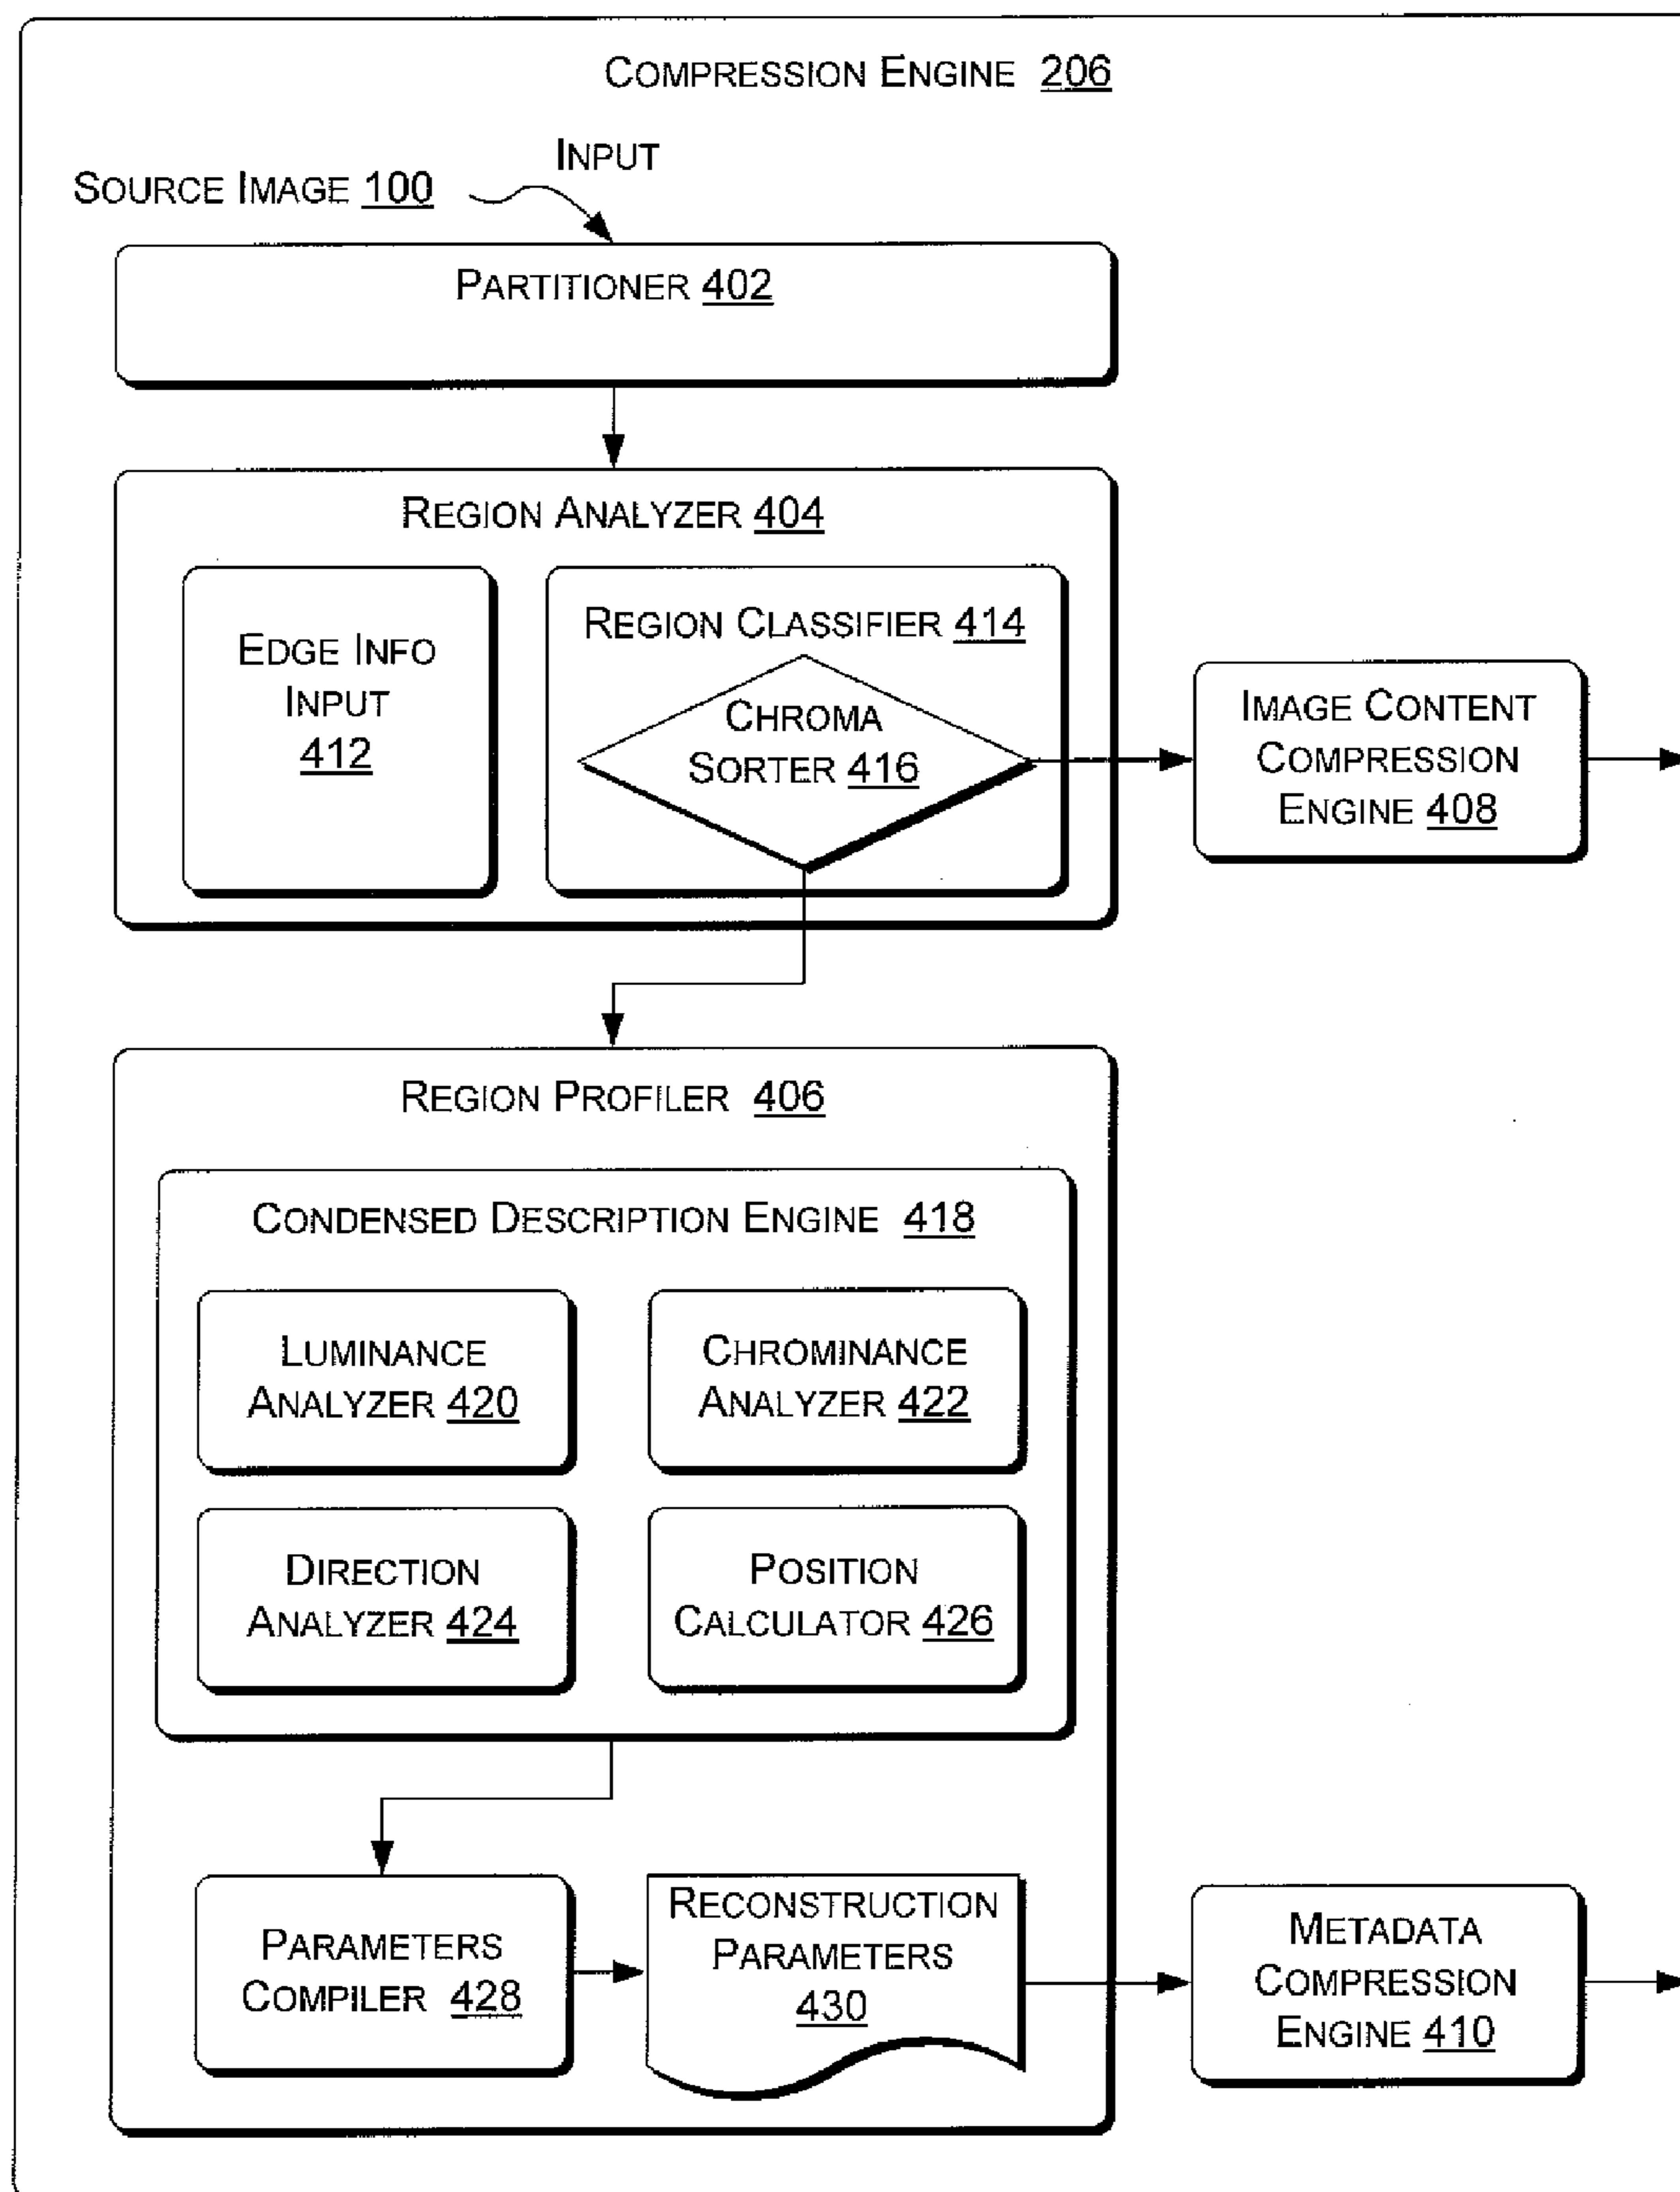 COMPRESSION ENGINE 206
INPUT
SOURCE IMAGE 100
PARTITIONER 402
REGION ANALYZER 404
EDGE INFO
INPUT
412
REGION CLASSIFIER 414
CHROMA
SORTER 416
IMAGE CONTENT
COMPRESSION
ENGINE 408
REGION PROFILER 406
CONDENSED DESCRIPTION ENGINE 418
LUMINANCE
ANALYZER 420
CHROMINANCE
ANALYZER 422
DIRECTION
ANALYZER 424
POSITION
CALCULATOR 426
PARAMETERS
COMPILER 428
RECONSTRUCTION
PARAMETERS
430
METADATA
COMPRESSION
ENGINE 410